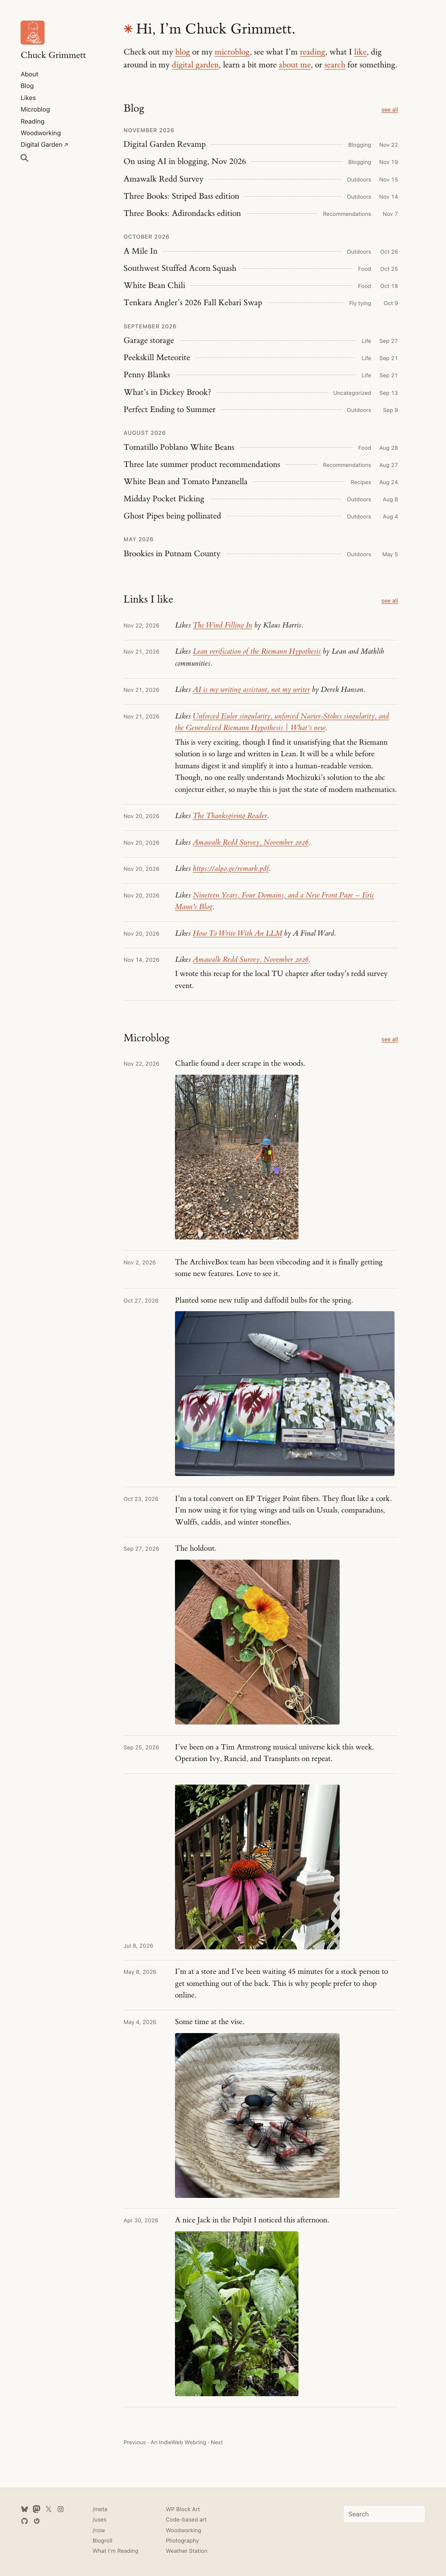 Chuck Grimmett
About
Blog
Likes
Microblog
Reading
Woodworking
Digital Garden ↗
Hi, I'm Chuck Grimmett.
Check out my blog or my microblog, see what I'm reading, what I like, dig
around in my digital garden, learn a bit more about me, or search for something.
Blog see all
NOVEMBER 2026
Digital Garden Revamp Blogging Nov 22
On using AI in blogging, Nov 2026 Blogging Nov 19
Amawalk Redd Survey Outdoors Nov 15
Three Books: Striped Bass edition Outdoors Nov 14
Three Books: Adirondacks edition Recommendations Nov 7
OCTOBER 2026
A Mile In Outdoors Oct 26
Southwest Stuffed Acorn Squash Food Oct 25
White Bean Chili Food Oct 18
Tenkara Angler's 2026 Fall Kebari Swap Fly tying Oct 9
SEPTEMBER 2026
Garage storage Life Sep 27
Peekskill Meteorite Life Sep 21
Penny Blanks Life Sep 21
What's in Dickey Brook? Uncategorized Sep 13
Perfect Ending to Summer Outdoors Sep 9
AUGUST 2026
Tomatillo Poblano White Beans Food Aug 28
Three late summer product recommendations Recommendations Aug 27
White Bean and Tomato Panzanella Recipes Aug 24
Midday Pocket Picking Outdoors Aug 8
Ghost Pipes being pollinated Outdoors Aug 4
MAY 2026
Brookies in Putnam County Outdoors May 5
Links I like see all
Nov 22, 2026 Likes The Wind Filling In by Klaus Harris.
Nov 21, 2026 Likes Lean verification of the Riemann Hypothesis by Lean and Mathlib
communities.
Nov 21, 2026 Likes AI is my writing assistant, not my writer by Derek Hanson.
Nov 21, 2026 Likes Unforced Euler singularity, unforced Navier-Stokes singularity, and
the Generalized Riemann Hypothesis | What's new.
This is very exciting, though I find it unsatisfying that the Riemann
solution is so large and written in Lean. It will be a while before
humans digest it and simplify it into a human-readable version.
Though, no one really understands Mochizuki's solution to the abc
conjecture either, so maybe this is just the state of modern mathematics.
Nov 20, 2026 Likes The Thanksgiving Reader.
Nov 20, 2026 Likes Amawalk Redd Survey, November 2026.
Nov 20, 2026 Likes https://alpo.pe/remark.pdf.
Nov 20, 2026 Likes Nineteen Years, Four Domains, and a New Front Page – Eric
Mann's Blog.
Nov 20, 2026 Likes How To Write With An LLM by A Final Ward.
Nov 14, 2026 Likes Amawalk Redd Survey, November 2026.
I wrote this recap for the local TU chapter after today's redd survey
event.
Microblog see all
Nov 22, 2026 Charlie found a deer scrape in the woods.
Nov 2, 2026 The ArchiveBox team has been vibecoding and it is finally getting
some new features. Love to see it.
Oct 27, 2026 Planted some new tulip and daffodil bulbs for the spring.
Oct 23, 2026 I'm a total convert on EP Trigger Point fibers. They float like a cork.
I'm now using it for tying wings and tails on Usuals, comparaduns,
Wulffs, caddis, and winter stoneflies.
Sep 27, 2026 The holdout.
Sep 25, 2026 I've been on a Tim Armstrong musical universe kick this week.
Operation Ivy, Rancid, and Transplants on repeat.
Jul 8, 2026
May 8, 2026 I'm at a store and I've been waiting 45 minutes for a stock person to
get something out of the back. This is why people prefer to shop
online.
May 4, 2026 Some time at the vise.
Apr 30, 2026 A nice Jack in the Pulpit I noticed this afternoon.
Previous · An IndieWeb Webring · Next
/meta
/uses
/now
Blogroll
What I'm Reading
WP Block Art
Code-based art
Woodworking
Photography
Weather Station
Search